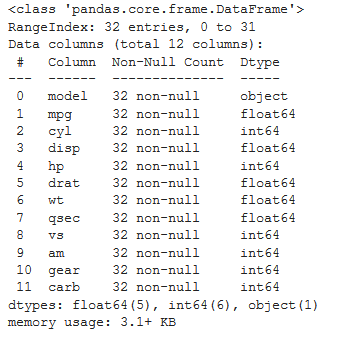 <class 'pandas.core.frame.DataFrame'>
RangeIndex: 32 entries, 0 to 31
Data columns (total 12 columns):
 #   Column  Non-Null Count  Dtype
---  ------  --------------  -----
 0   model   32 non-null     object
 1   mpg     32 non-null     float64
 2   cyl     32 non-null     int64
 3   disp    32 non-null     float64
 4   hp      32 non-null     int64
 5   drat    32 non-null     float64
 6   wt      32 non-null     float64
 7   qsec    32 non-null     float64
 8   vs      32 non-null     int64
 9   am      32 non-null     int64
 10  gear    32 non-null     int64
 11  carb    32 non-null     int64
dtypes: float64(5), int64(6), object(1)
memory usage: 3.1+ KB